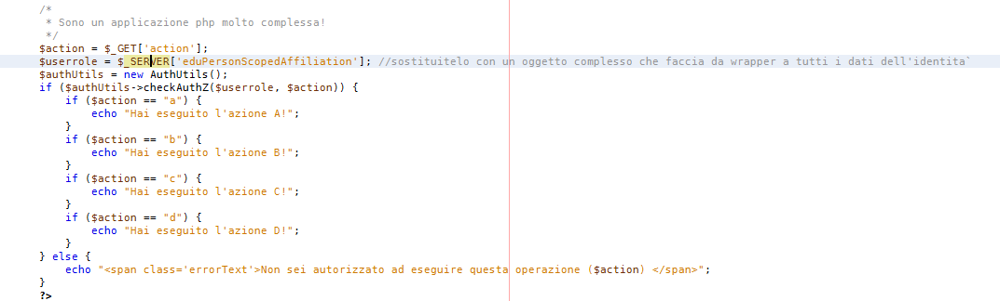 /*
 * Sono un applicazione php molto complessa!
 */
$action = $_GET['action'];
$userrole = $_SERVER['eduPersonScopedAffiliation']; //sostituitelo con un oggetto complesso che faccia da wrapper a tutti i dati dell'identita`
$authUtils = new AuthUtils();
if ($authUtils->checkAuthZ($userrole, $action)) {
    if ($action == "a") {
        echo "Hai eseguito l'azione A!";
    }
    if ($action == "b") {
        echo "Hai eseguito l'azione B!";
    }
    if ($action == "c") {
        echo "Hai eseguito l'azione C!";
    }
    if ($action == "d") {
        echo "Hai eseguito l'azione D!";
    }
} else {
    echo "<span class='errorText'>Non sei autorizzato ad eseguire questa operazione ($action) </span>";
}
?>